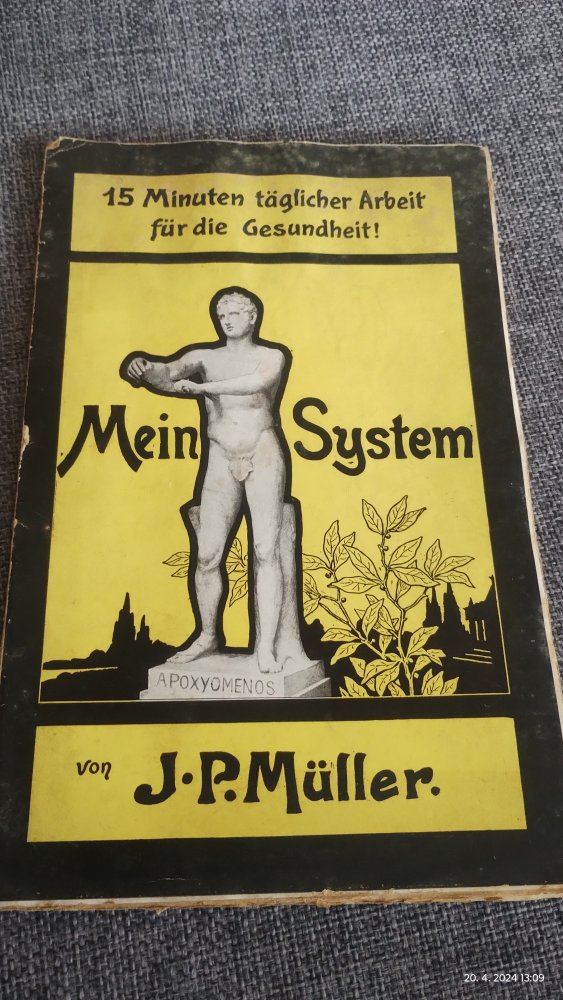 15 Minuten täglicher Arbeit
für die Gesundheit!
Mein System
APOXYOMENOS
von J. P. Müller.
20. 4. 2024 13:09